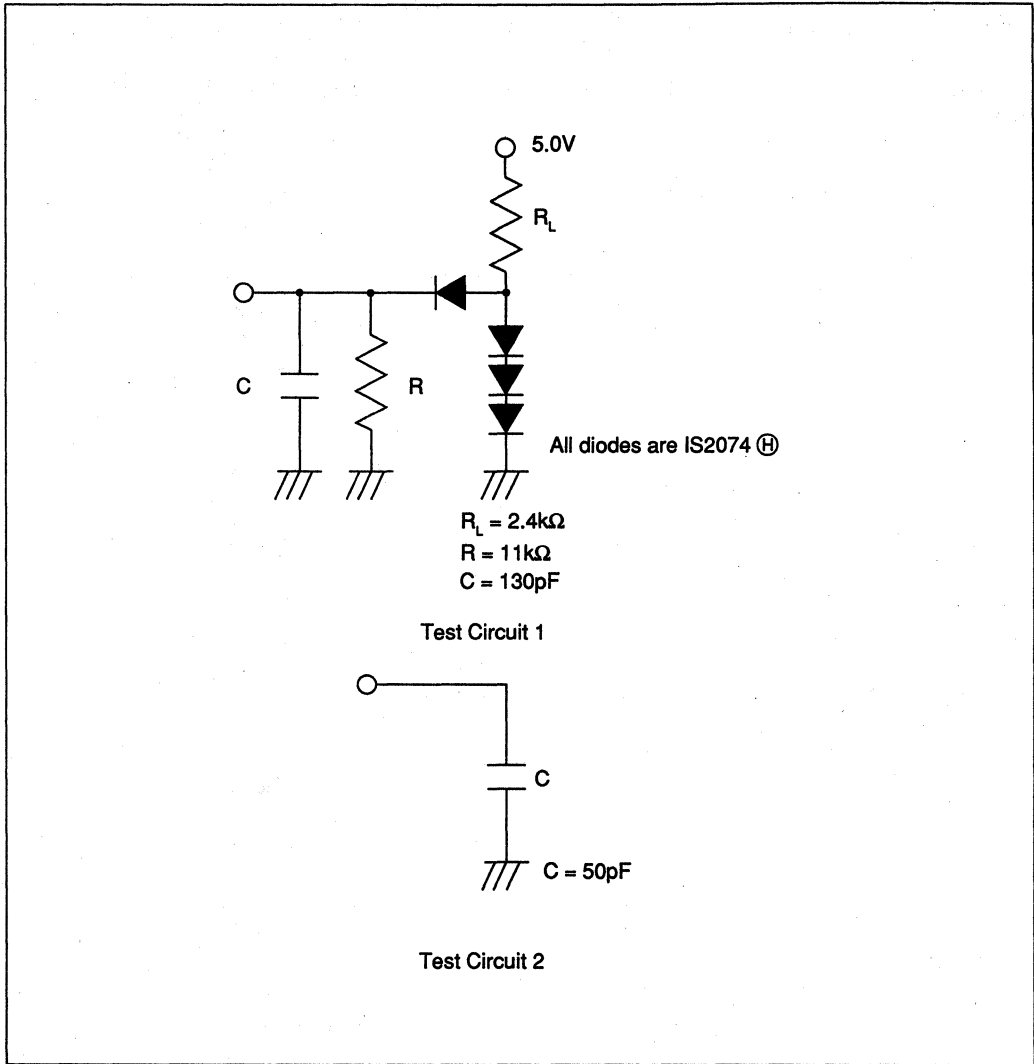 5.0V
R_L
C
R
All diodes are IS2074 Ⓗ
R_L = 2.4kΩ
R = 11kΩ
C = 130pF
Test Circuit 1
C
C = 50pF
Test Circuit 2